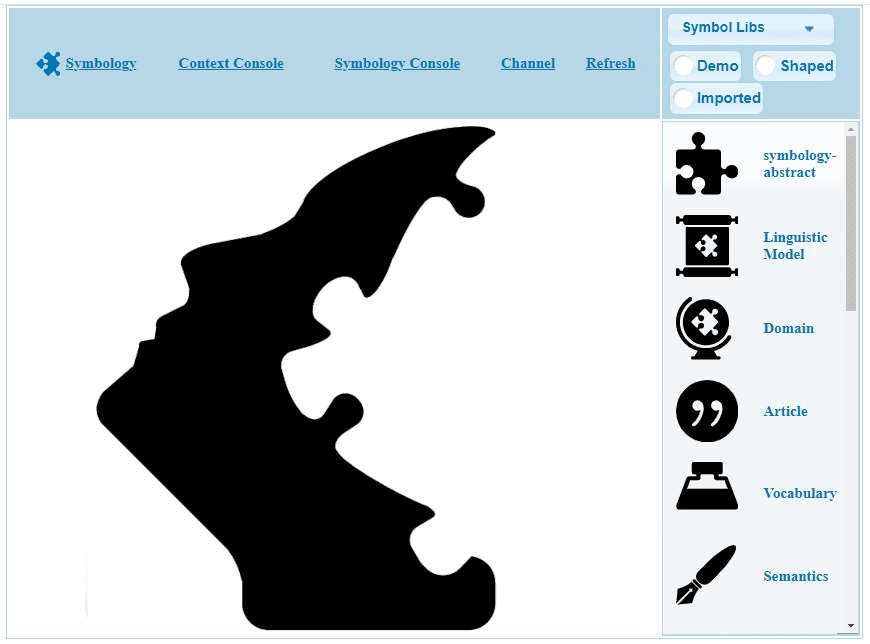 Symbology Context Console Symbology Console Channel Refresh
Symbol Libs
Demo Shaped
Imported
symbology-
abstract
Linguistic
Model
Domain
Article
Vocabulary
Semantics